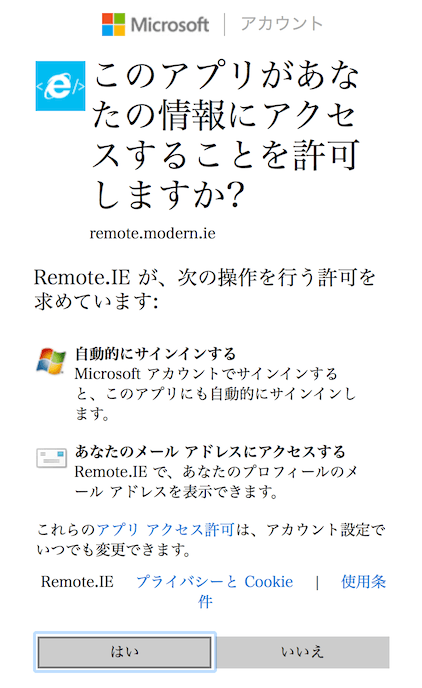 Microsoft | アカウント
このアプリがあな
たの情報にアクセ
スすることを許可
しますか?
remote.modern.ie
Remote.IE が、次の操作を行う許可を
求めています:
自動的にサインインする
Microsoft アカウントでサインインする
と、このアプリにも自動的にサインインし
ます。
あなたのメール アドレスにアクセスする
Remote.IE で、あなたのプロフィールのメ
ール アドレスを表示できます。
これらのアプリ アクセス許可は、アカウント設定で
いつでも変更できます。
Remote.IE プライバシーと Cookie | 使用条
件
はい いいえ